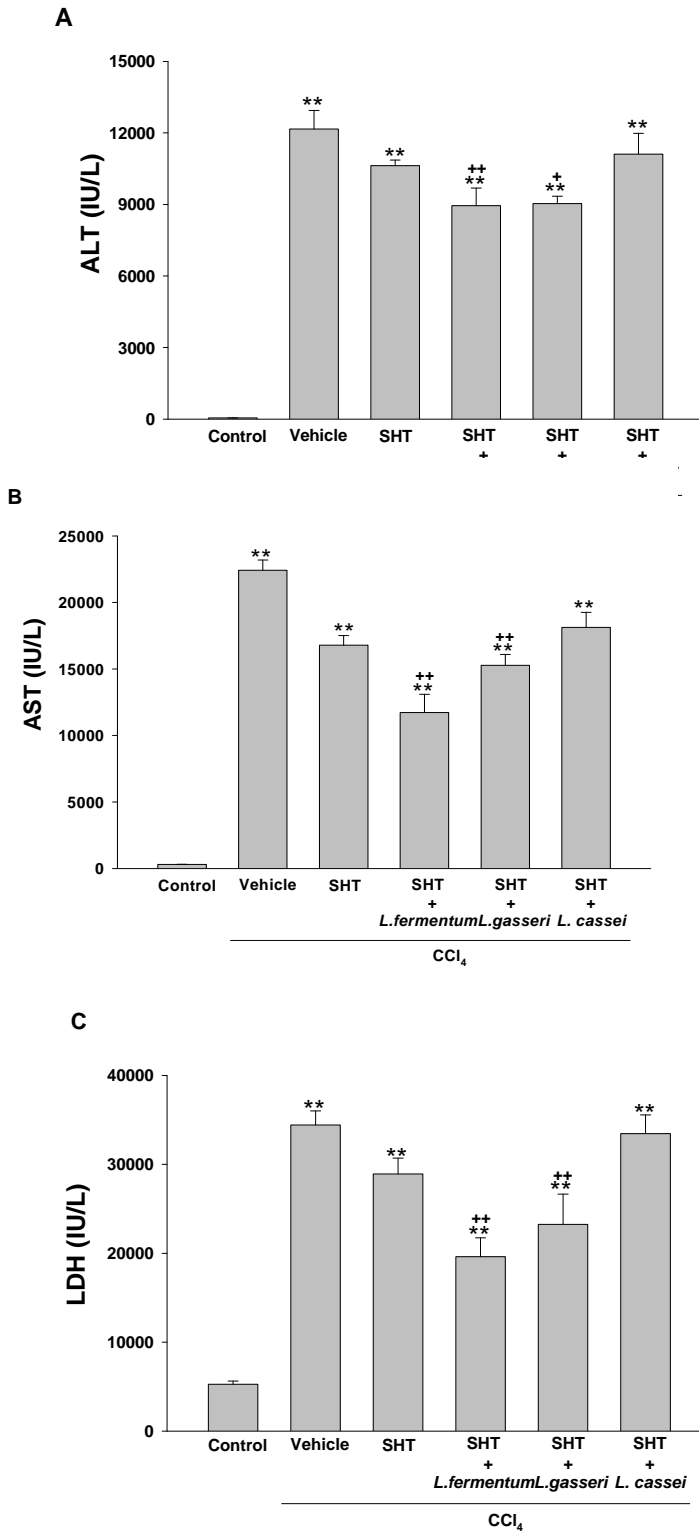 A
15000
12000
9000
6000
3000
0
ALT (IU/L)
**
**
++
**
+
**
**
Control Vehicle SHT SHT SHT SHT
+ + +
B
25000
20000
15000
10000
5000
0
AST (IU/L)
**
**
++
**
++
**
**
Control Vehicle SHT SHT SHT SHT
+ + +
L.fermentum L.gasseri L. cassei
CCl₄
C
40000
30000
20000
10000
0
LDH (IU/L)
**
**
++
**
++
**
**
Control Vehicle SHT SHT SHT SHT
+ + +
L.fermentum L.gasseri L. cassei
CCl₄